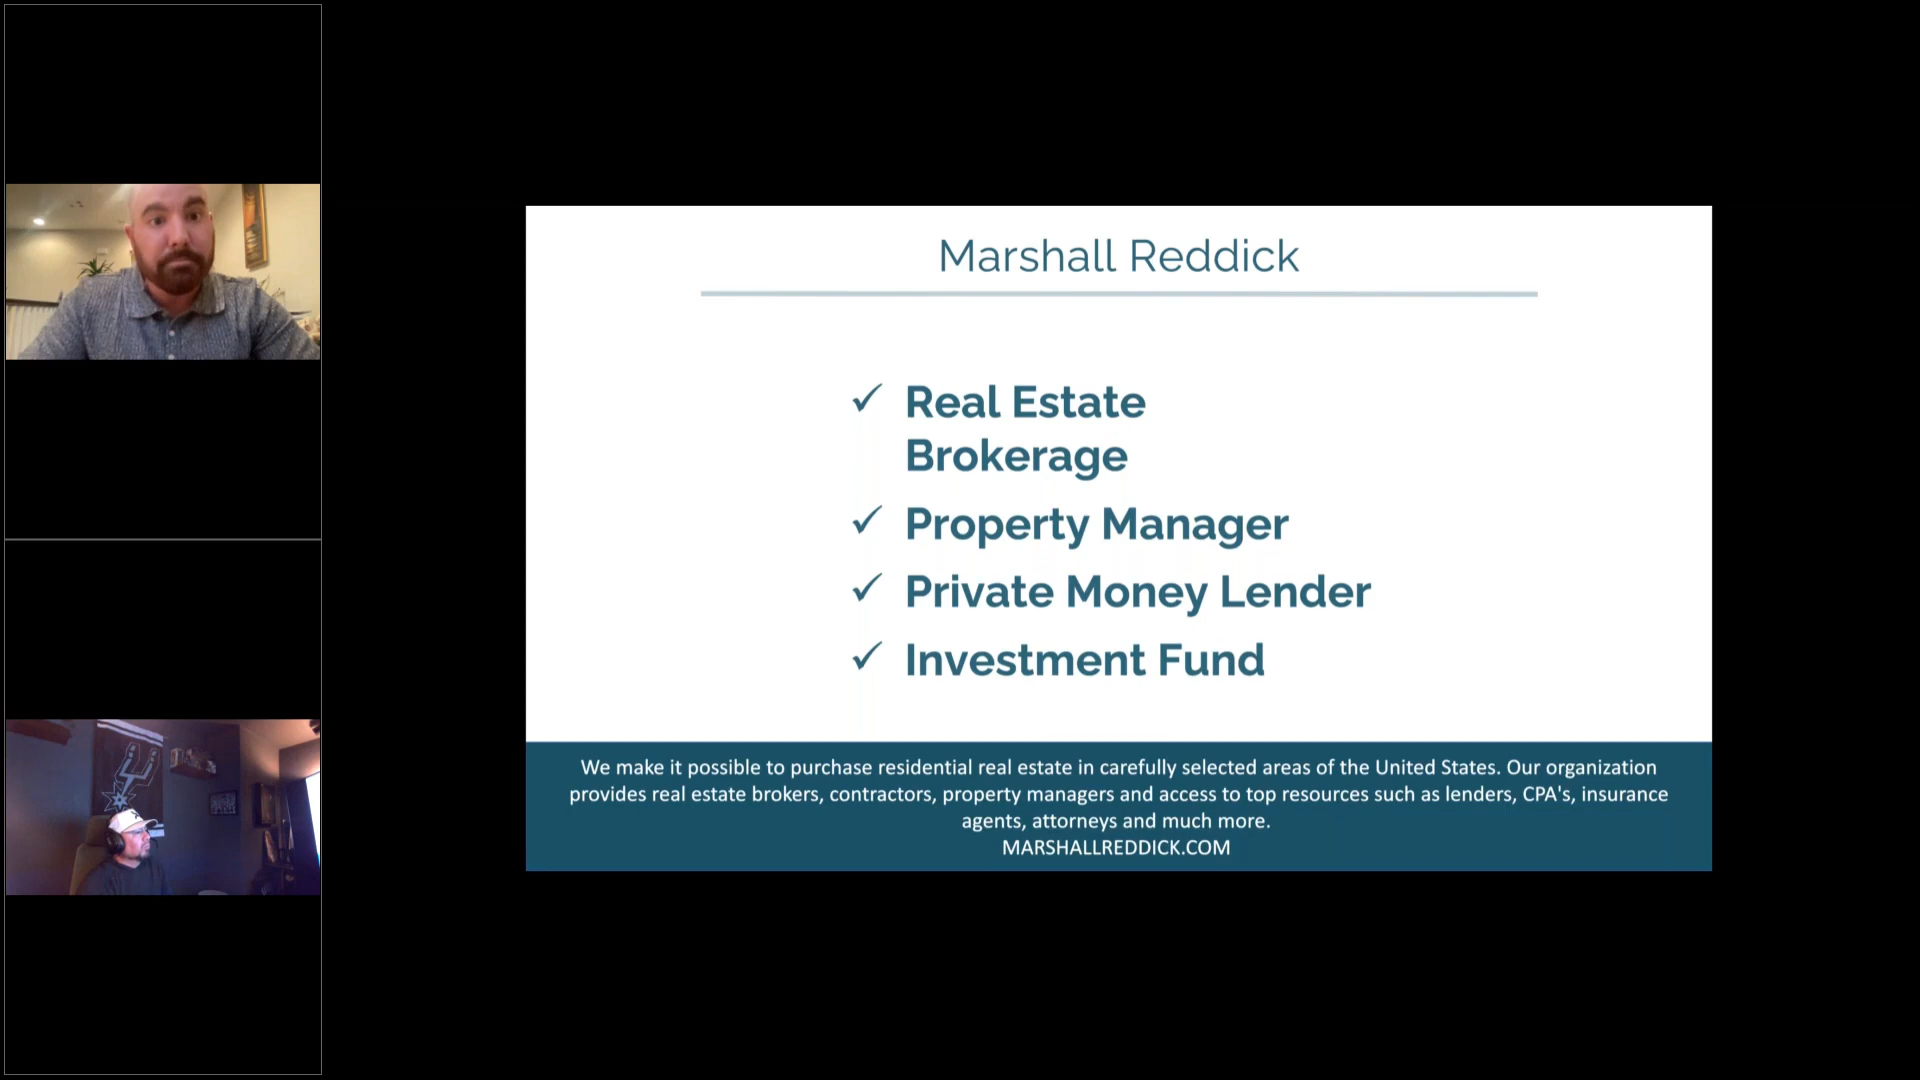 Marshall Reddick
✓ Real Estate
Brokerage
✓ Property Manager
✓ Private Money Lender
✓ Investment Fund
We make it possible to purchase residential real estate in carefully selected areas of the United States. Our organization
provides real estate brokers, contractors, property managers and access to top resources such as lenders, CPA's, insurance
agents, attorneys and much more.
MARSHALLREDDICK.COM